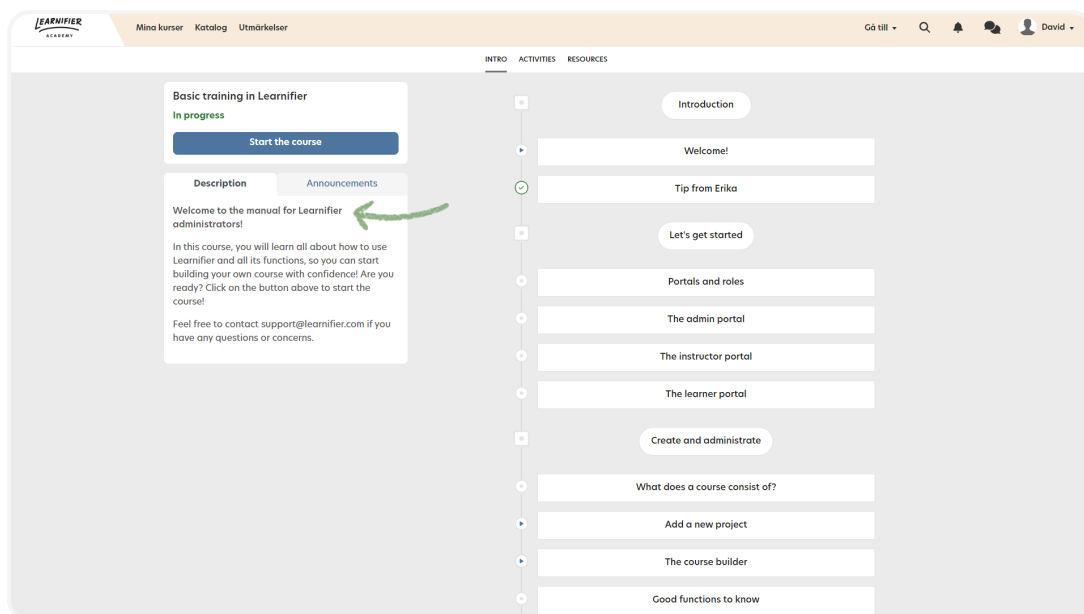 LEARNIFIER
ACADEMY
Mina kurser Katalog Utmärkelser
Gå till
David
INTRO ACTIVITIES RESOURCES
Basic training in Learnifier
In progress
Start the course
Description Announcements
Welcome to the manual for Learnifier
administrators!
In this course, you will learn all about how to use
Learnifier and all its functions, so you can start
building your own course with confidence! Are you
ready? Click on the button above to start the
course!
Feel free to contact support@learnifier.com if you
have any questions or concerns.
Introduction
Welcome!
Tip from Erika
Let's get started
Portals and roles
The admin portal
The instructor portal
The learner portal
Create and administrate
What does a course consist of?
Add a new project
The course builder
Good functions to know